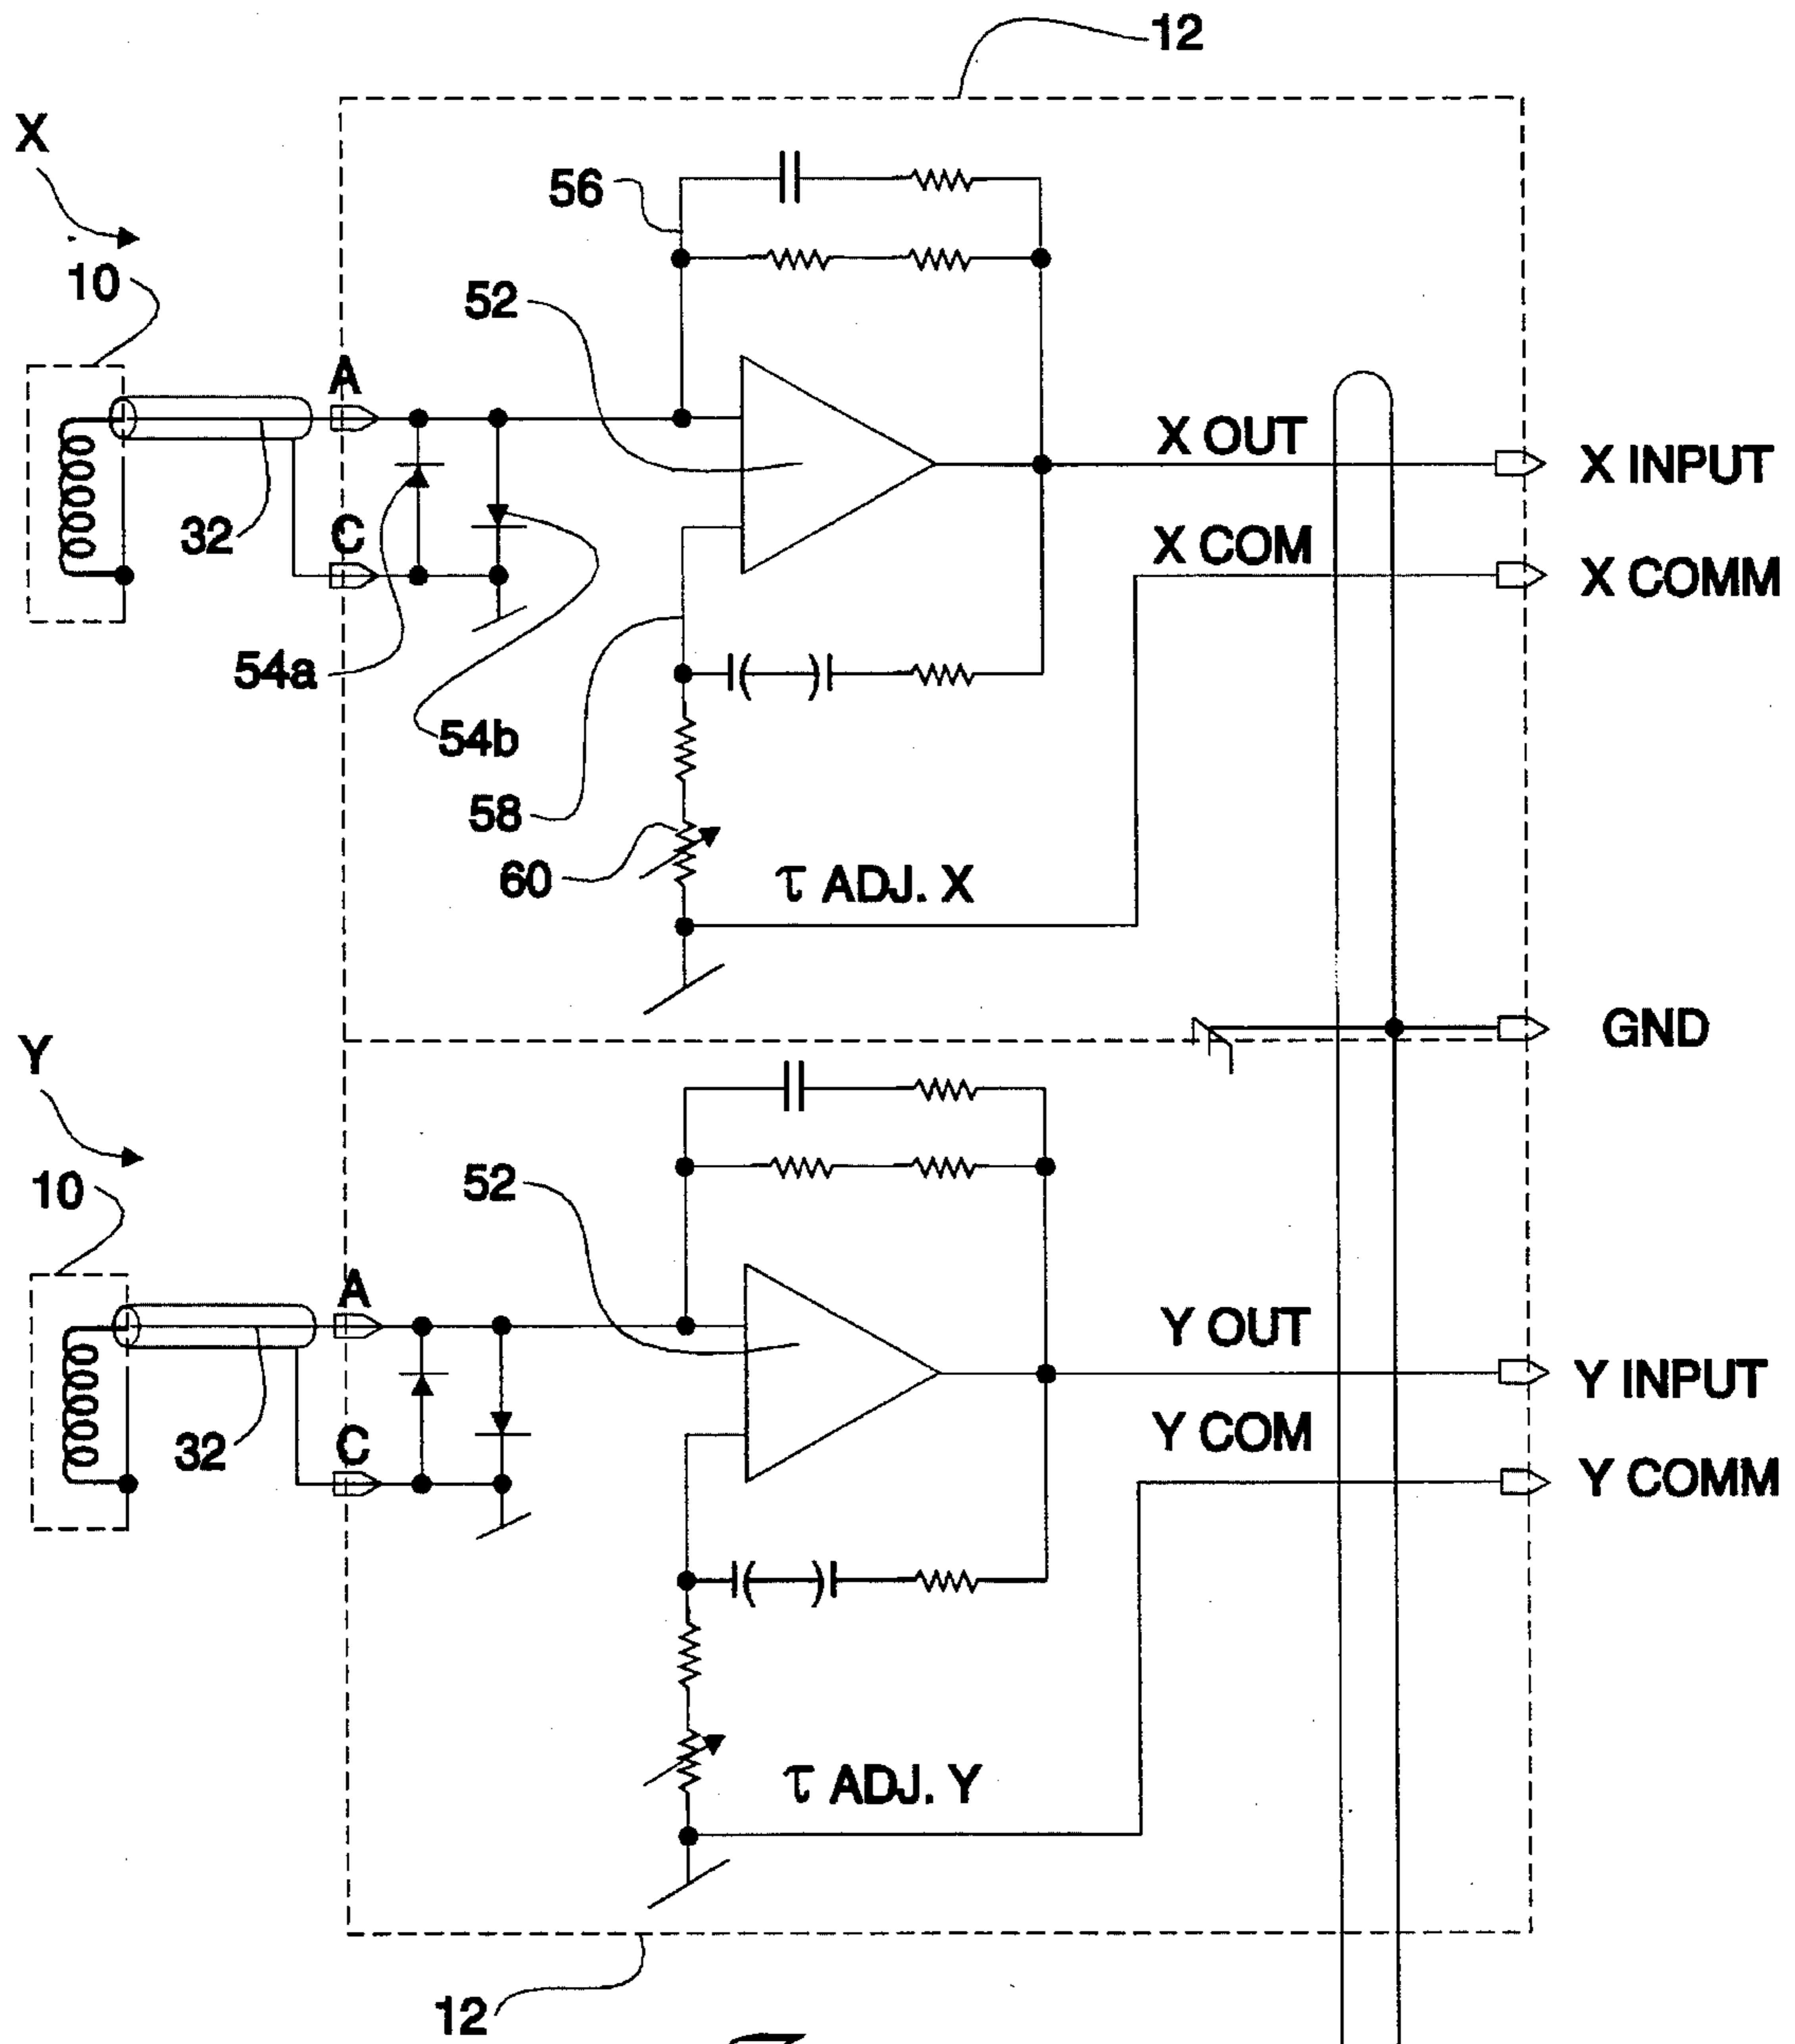 12
X
56
10
52
A
X OUT
X INPUT
32
C
X COM
X COMM
54a
54b
58
60
τ ADJ. X
GND
Y
52
10
A
Y OUT
Y INPUT
32
C
Y COM
Y COMM
τ ADJ. Y
12